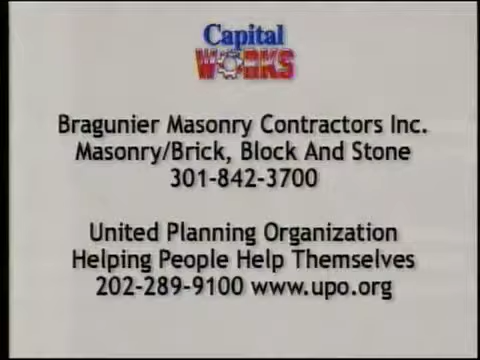 Capital
WORKS
Bragunier Masonry Contractors Inc.
Masonry/Brick, Block And Stone
301-842-3700
United Planning Organization
Helping People Help Themselves
202-289-9100 www.upo.org